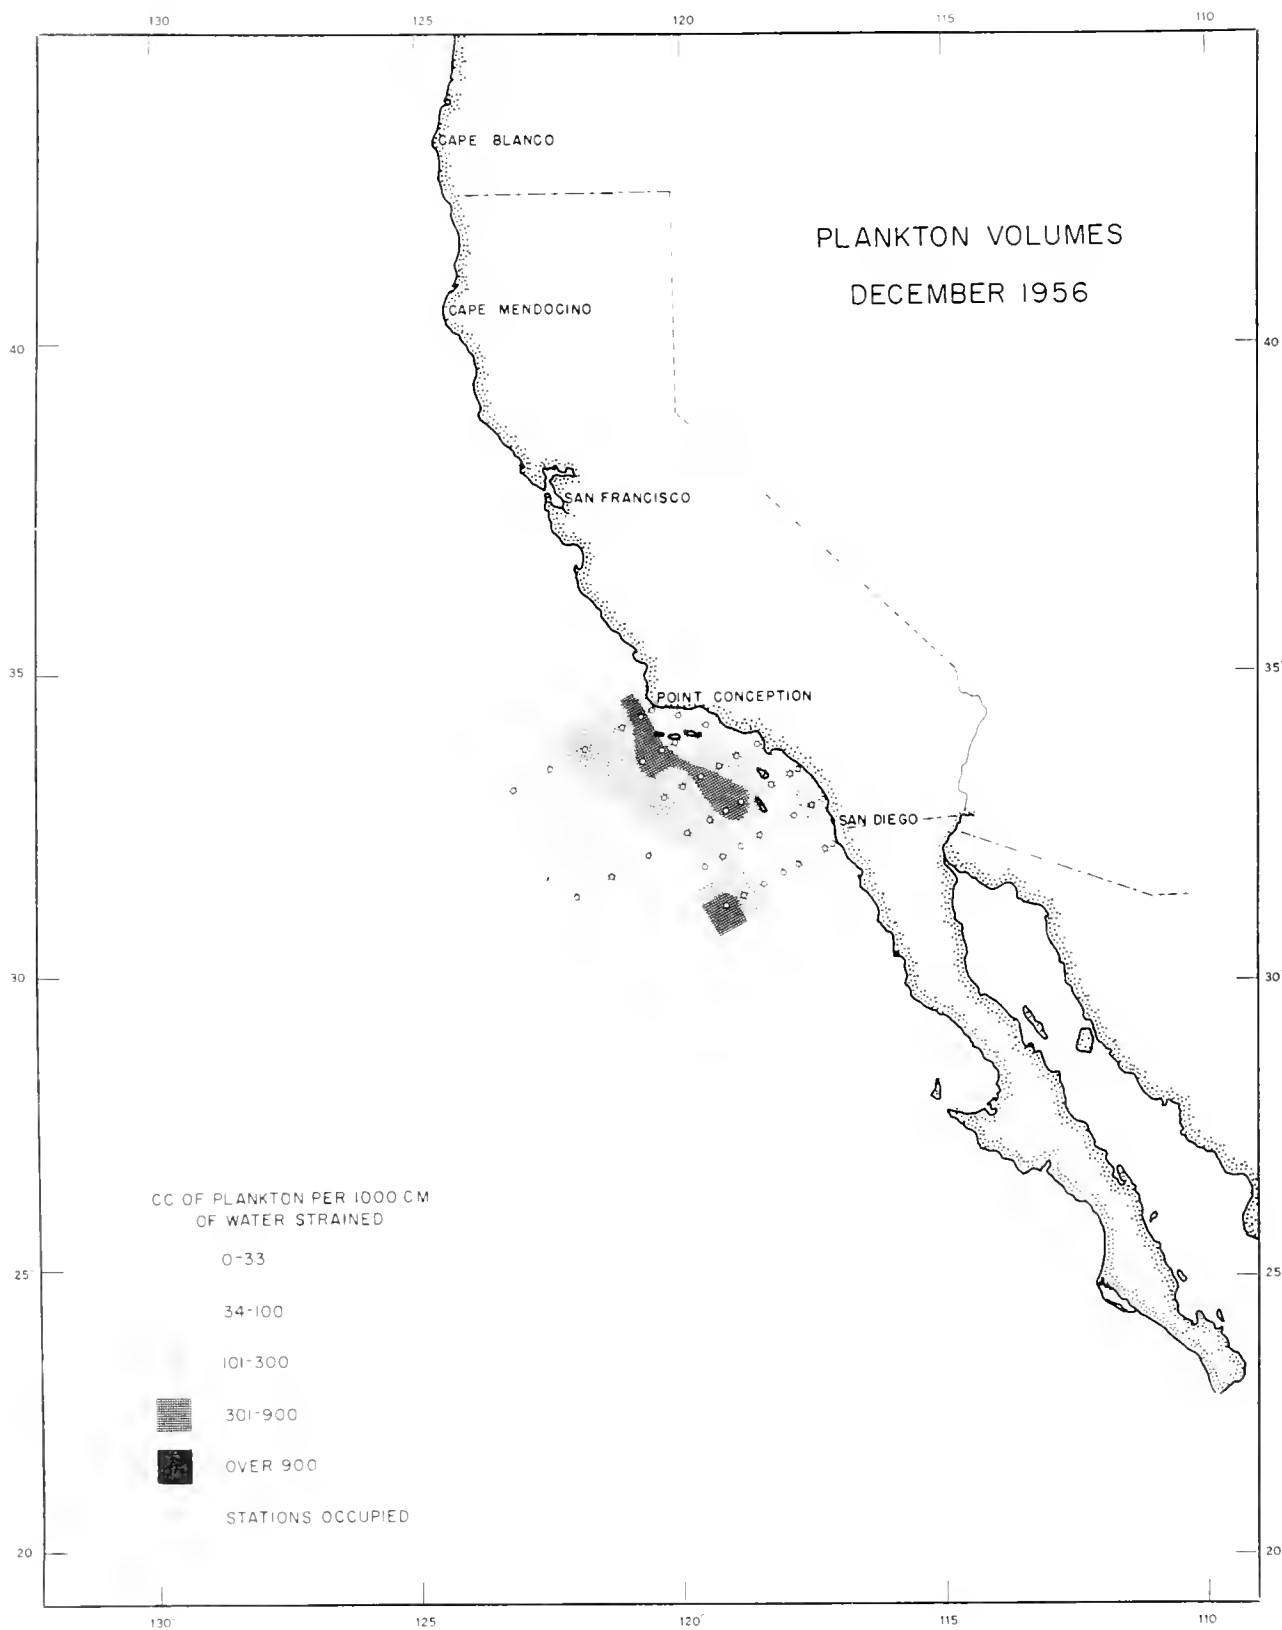 130 125 120 115 110
CAPE BLANCO
PLANKTON VOLUMES
DECEMBER 1956
CAPE MENDOCINO
40 40
SAN FRANCISCO
35 35
POINT CONCEPTION
SAN DIEGO
30 30
CC OF PLANKTON PER 1000 CM
OF WATER STRAINED
0-33
25 25
34-100
101-300
301-900
OVER 900
STATIONS OCCUPIED
20 20
130 125 120 115 110